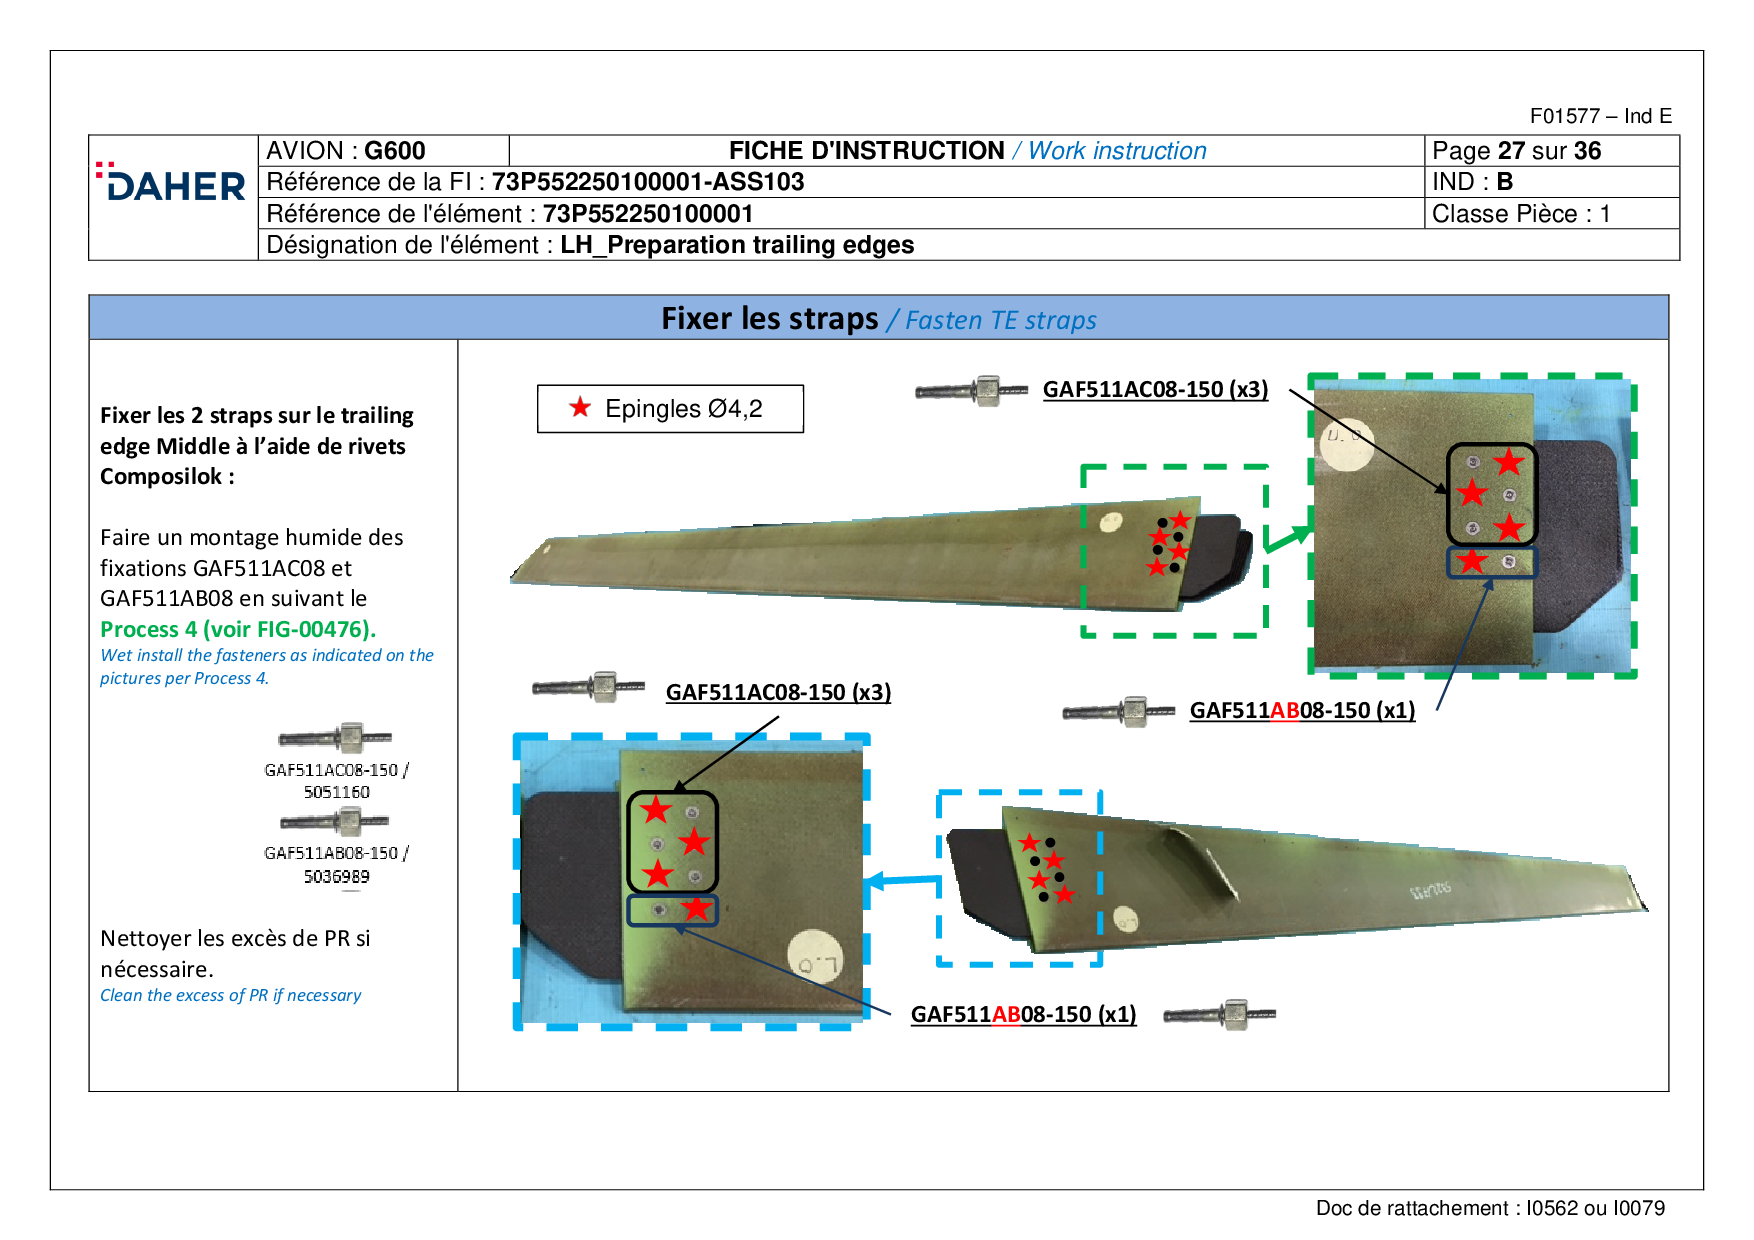 F01577 – Ind E
DAHER
AVION : G600
FICHE D'INSTRUCTION / Work instruction
Page 27 sur 36
Référence de la FI : 73P552250100001-ASS103
IND : B
Référence de l'élément : 73P552250100001
Classe Pièce : 1
Désignation de l'élément : LH_Preparation trailing edges
Fixer les straps / Fasten TE straps
Fixer les 2 straps sur le trailing
edge Middle à l’aide de rivets
Composilok :
Faire un montage humide des
fixations GAF511AC08 et
GAF511AB08 en suivant le
Process 4 (voir FIG-00476).
Wet install the fasteners as indicated on the
pictures per Process 4.
GAF511AC08-150 /
5051160
GAF511AB08-150 /
5036989
Nettoyer les excès de PR si
nécessaire.
Clean the excess of PR if necessary
Epingles Ø4,2
GAF511AC08-150 (x3)
GAF511AC08-150 (x3)
GAF511AB08-150 (x1)
GAF511AB08-150 (x1)
Doc de rattachement : I0562 ou I0079